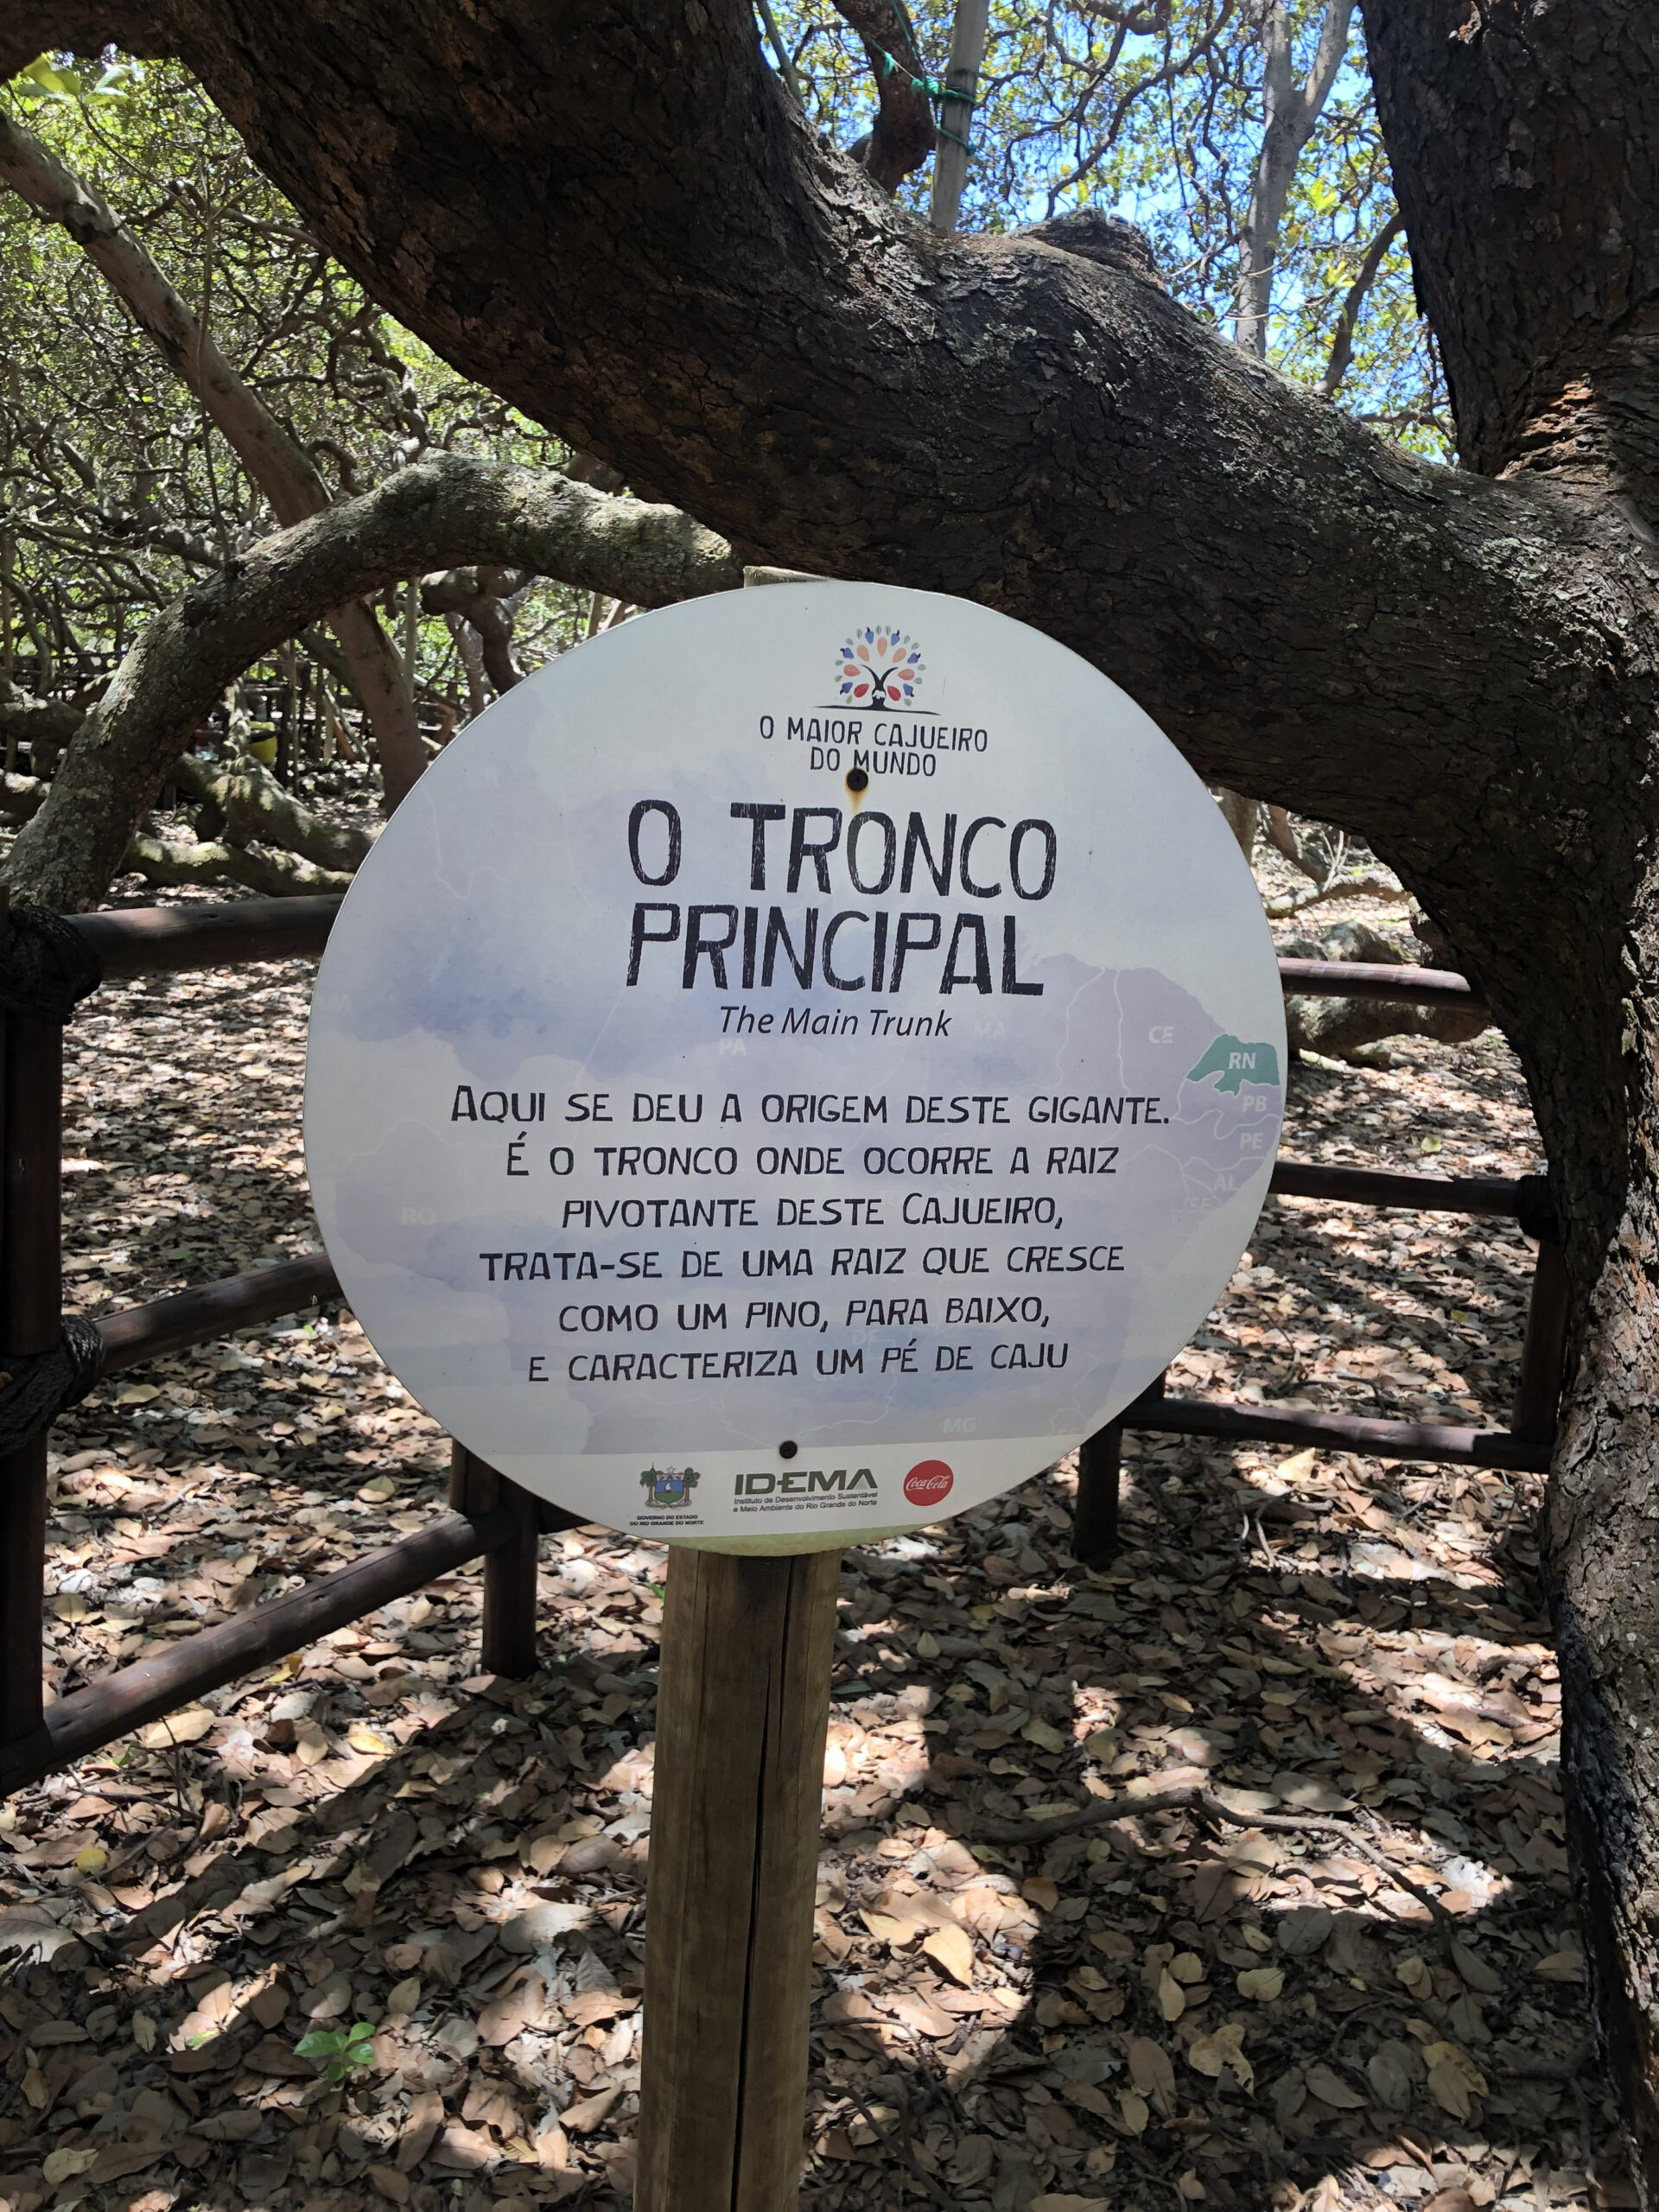 O MAIOR CAJUEIRO
DO MUNDO
O TRONCO
PRINCIPAL
The Main Trunk
AQUI SE DEU A ORIGEM DESTE GIGANTE.
É O TRONCO ONDE OCORRE A RAIZ
PIVOTANTE DESTE CAJUEIRO,
TRATA-SE DE UMA RAIZ QUE CRESCE
COMO UM PINO, PARA BAIXO,
E CARACTERIZA UM PÉ DE CAJU
AM
PA
MA
CE
RN
PB
PE
AL
SE
RO
DF
MG
GOVERNO DO ESTADO
DO RIO GRANDE DO NORTE
IDEMA
Instituto de Desenvolvimento Sustentável
e Meio Ambiente do Rio Grande do Norte
Coca-Cola